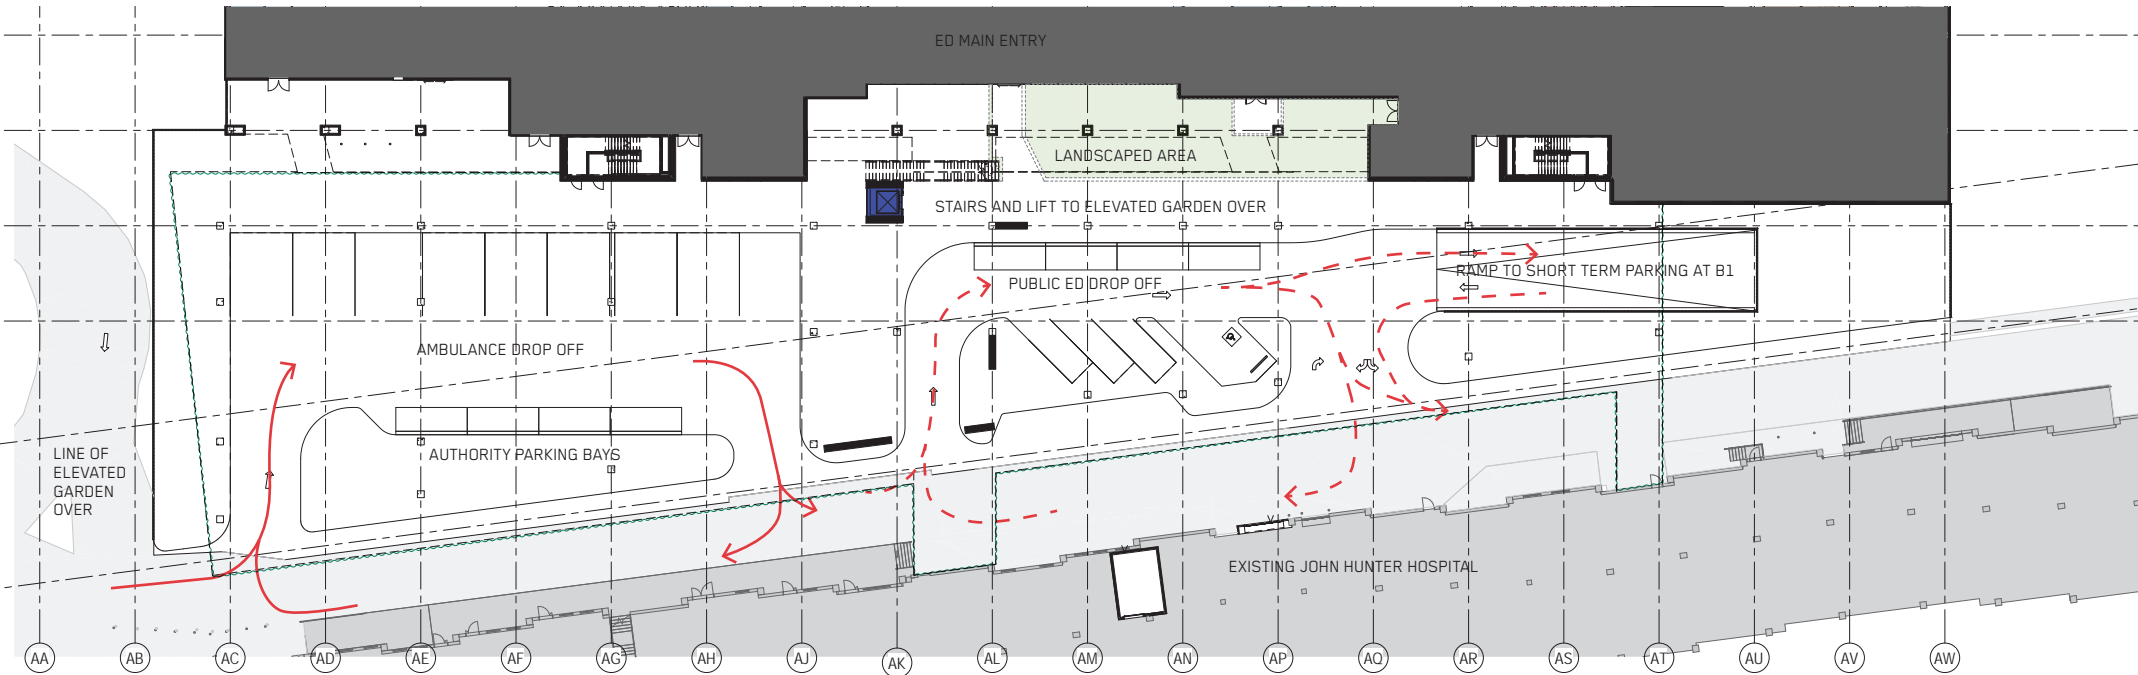 ED MAIN ENTRY
LANDSCAPED AREA
STAIRS AND LIFT TO ELEVATED GARDEN OVER
PUBLIC ED DROP OFF
RAMP TO SHORT TERM PARKING AT B1
AMBULANCE DROP OFF
AUTHORITY PARKING BAYS
LINE OF
ELEVATED
GARDEN
OVER
EXISTING JOHN HUNTER HOSPITAL
AA AB AC AD AE AF AG AH AJ AK AL AM AN AP AQ AR AS AT AU AV AW